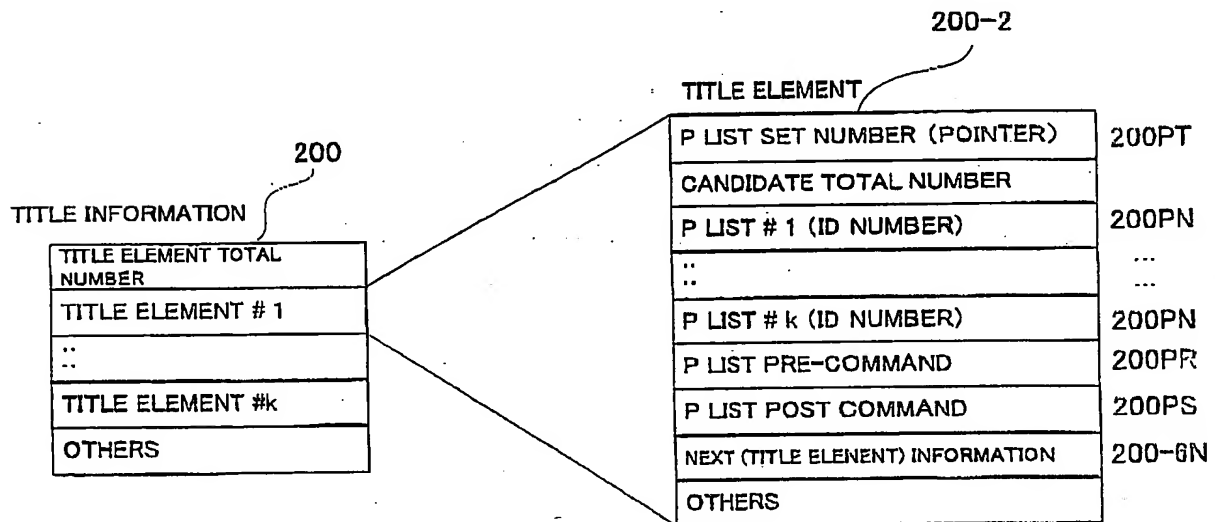 200-2
TITLE ELEMENT
P LIST SET NUMBER (POINTER) 200PT
CANDIDATE TOTAL NUMBER
P LIST # 1 (ID NUMBER) 200PN
:: ...
...
P LIST # k (ID NUMBER) 200PN
P LIST PRE-COMMAND 200PR
P LIST POST COMMAND 200PS
NEXT (TITLE ELENENT) INFORMATION 200-6N
OTHERS
200
TITLE INFORMATION
TITLE ELEMENT TOTAL
NUMBER
TITLE ELEMENT # 1
::
TITLE ELEMENT #k
OTHERS